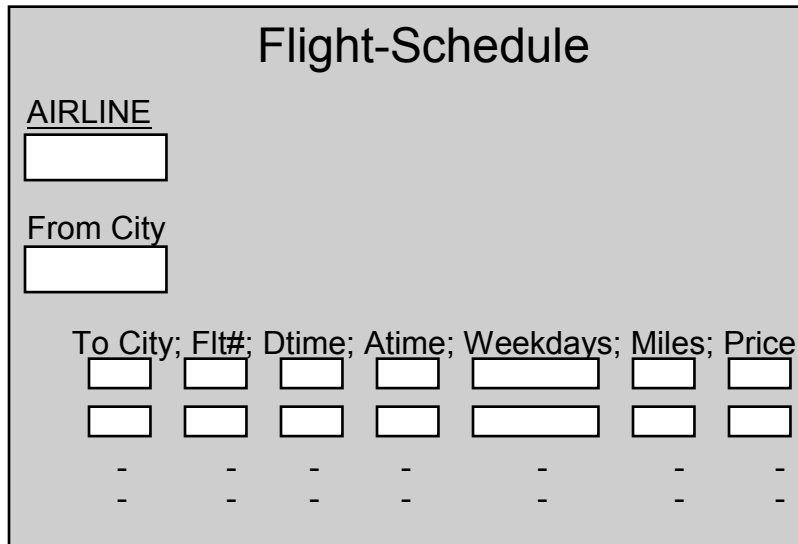 Flight-Schedule
AIRLINE
From City
To City; Flt#; Dtime; Atime; Weekdays; Miles; Price
- - - - - - -
- - - - - - -